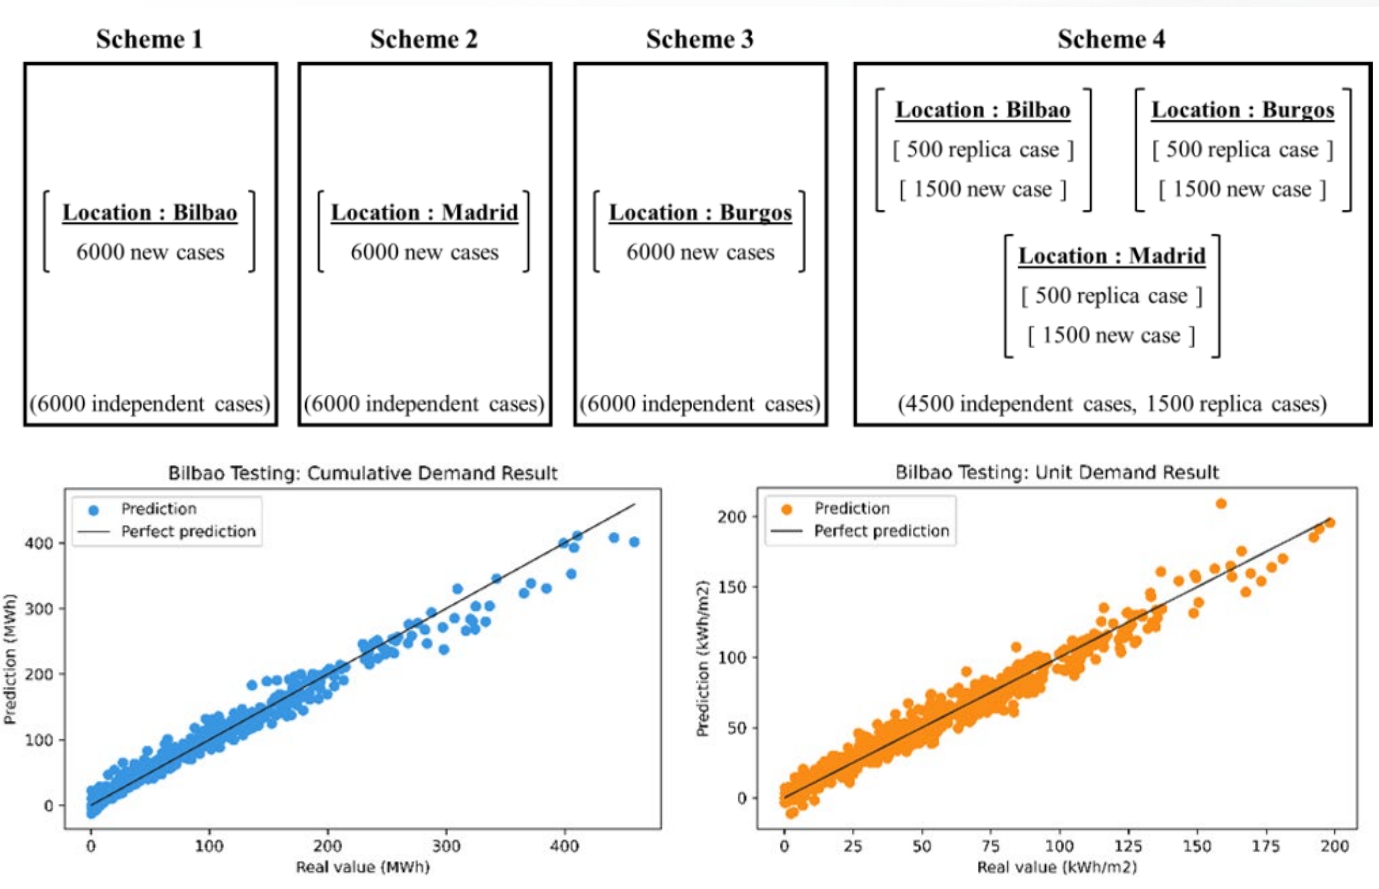 Scheme 1
Scheme 2
Scheme 3
Scheme 4
Location : Bilbao
6000 new cases
(6000 independent cases)
Location : Madrid
6000 new cases
(6000 independent cases)
Location : Burgos
6000 new cases
(6000 independent cases)
Location : Bilbao
[ 500 replica case ]
[ 1500 new case ]
Location : Burgos
[ 500 replica case ]
[ 1500 new case ]
Location : Madrid
[ 500 replica case ]
[ 1500 new case ]
(4500 independent cases, 1500 replica cases)
Bilbao Testing: Cumulative Demand Result
Prediction
Perfect prediction
Prediction (MWh)
400
300
200
100
0
0 100 200 300 400
Real value (MWh)
Bilbao Testing: Unit Demand Result
Prediction
Perfect prediction
Prediction (kWh/m2)
200
150
100
50
0
0 25 50 75 100 125 150 175 200
Real value (kWh/m2)